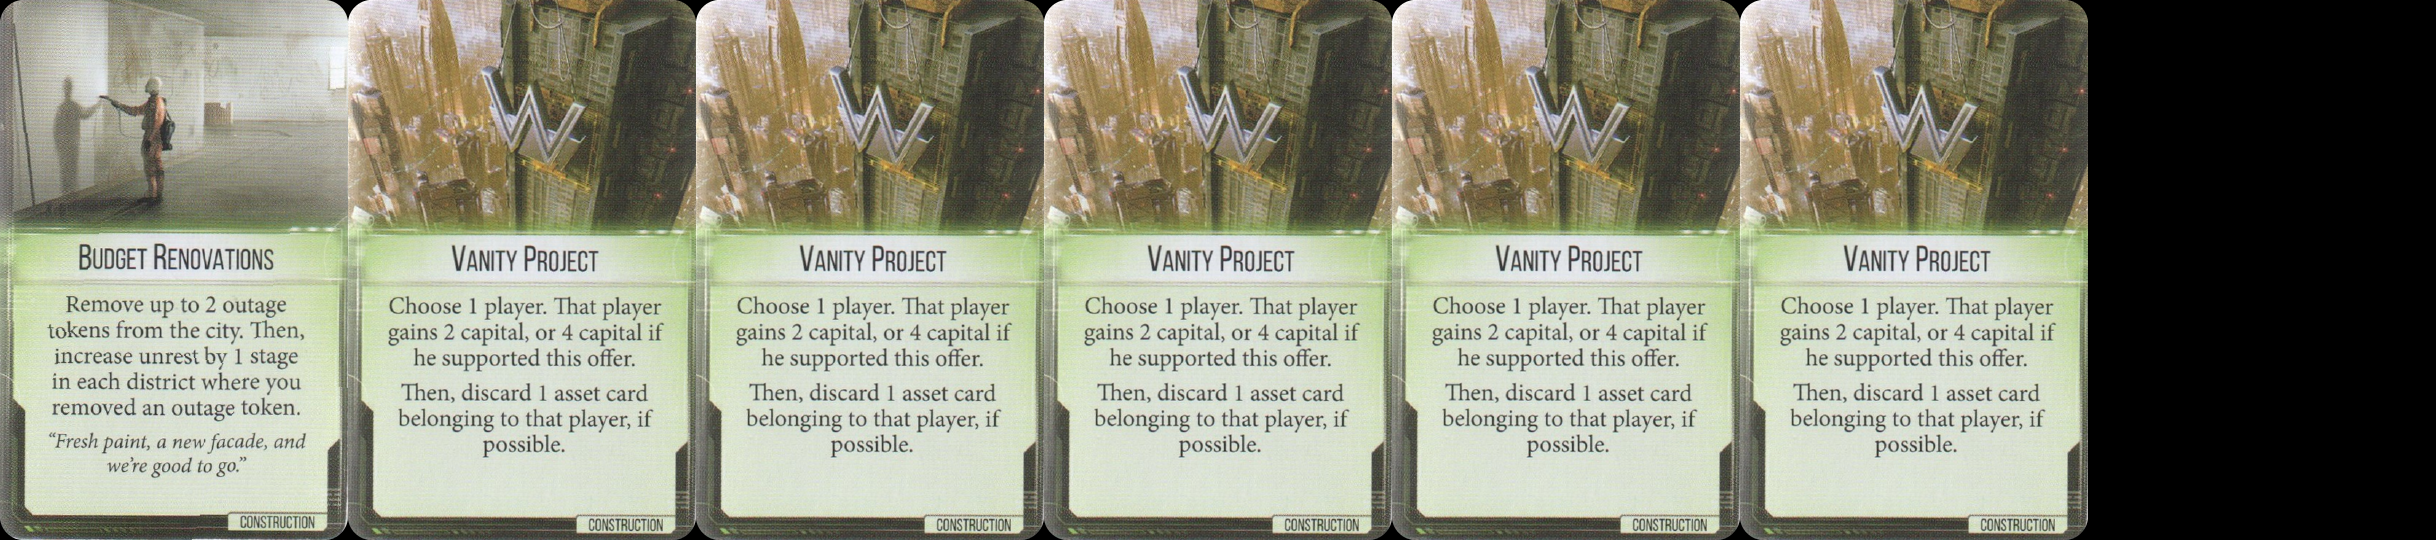 BUDGET RENOVATIONS
Remove up to 2 outage
tokens from the city. Then,
increase unrest by 1 stage
in each district where you
removed an outage token.
“Fresh paint, a new facade, and
we’re good to go.”
CONSTRUCTION
W
VANITY PROJECT
Choose 1 player. That player
gains 2 capital, or 4 capital if
he supported this offer.
Then, discard 1 asset card
belonging to that player, if
possible.
CONSTRUCTION
W
VANITY PROJECT
Choose 1 player. That player
gains 2 capital, or 4 capital if
he supported this offer.
Then, discard 1 asset card
belonging to that player, if
possible.
CONSTRUCTION
W
VANITY PROJECT
Choose 1 player. That player
gains 2 capital, or 4 capital if
he supported this offer.
Then, discard 1 asset card
belonging to that player, if
possible.
CONSTRUCTION
W
VANITY PROJECT
Choose 1 player. That player
gains 2 capital, or 4 capital if
he supported this offer.
Then, discard 1 asset card
belonging to that player, if
possible.
CONSTRUCTION
W
VANITY PROJECT
Choose 1 player. That player
gains 2 capital, or 4 capital if
he supported this offer.
Then, discard 1 asset card
belonging to that player, if
possible.
CONSTRUCTION